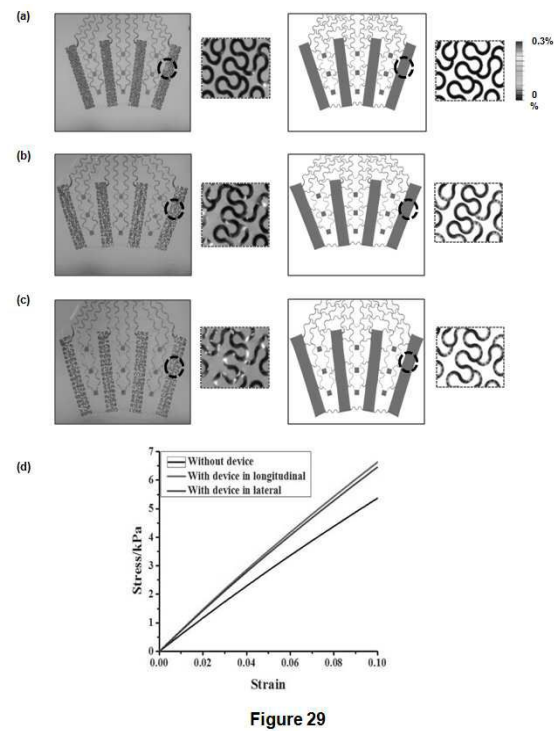 (a)
0.3%
0
%
(b)
(c)
(d)
7
6
5
4
3
2
1
0
Stress/kPa
Without device
With device in longitudinal
With device in lateral
0.00 0.02 0.04 0.06 0.08 0.10
Strain
Figure 29